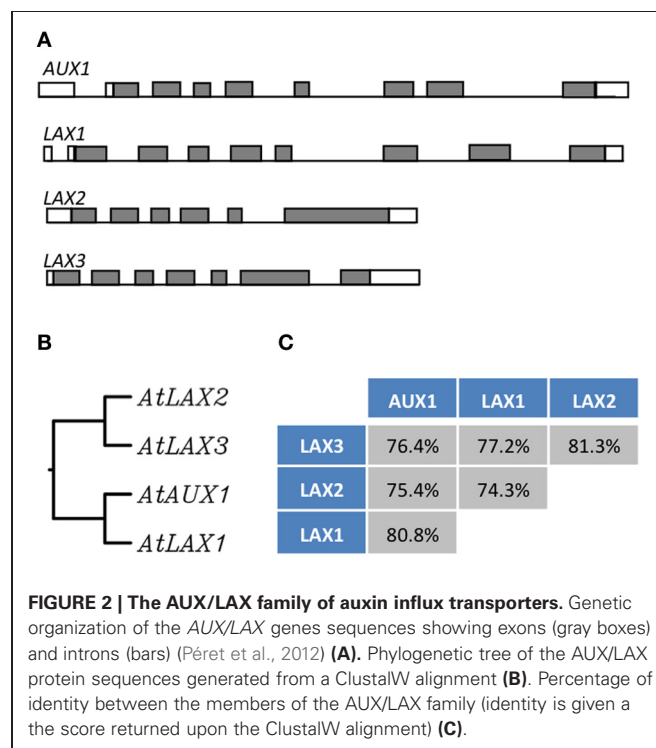 A
AUX1
LAX1
LAX2
LAX3
B
AtLAX2
AtLAX3
AtAUX1
AtLAX1
C
AUX1 LAX1 LAX2
LAX3 76.4% 77.2% 81.3%
LAX2 75.4% 74.3%
LAX1 80.8%
FIGURE 2 | The AUX/LAX family of auxin influx transporters. Genetic
organization of the AUX/LAX genes sequences showing exons (gray boxes)
and introns (bars) (Péret et al., 2012) (A). Phylogenetic tree of the AUX/LAX
protein sequences generated from a ClustalW alignment (B). Percentage of
identity between the members of the AUX/LAX family (identity is given a
the score returned upon the ClustalW alignment) (C).